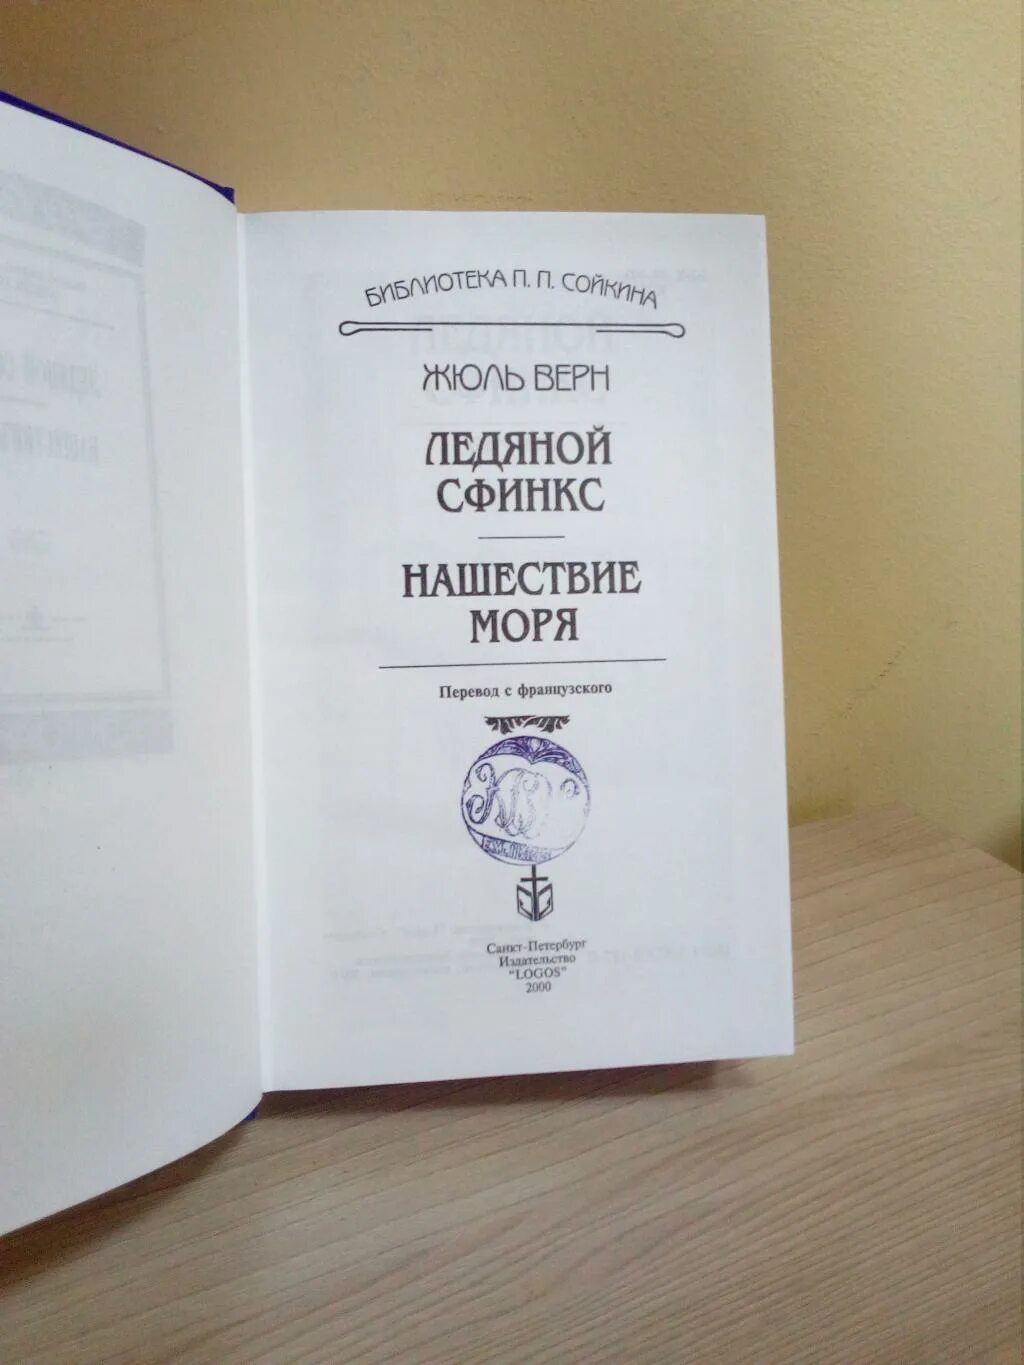 БИБЛИОТЕКА П. П. СОЙКИНА
ЖЮЛЬ ВЕРН
ЛЕДЯНОЙ
СФИНКС
НАШЕСТВИЕ
МОРЯ
Перевод с французского
Санкт-Петербург
Издательство
"LOGOS"
2000